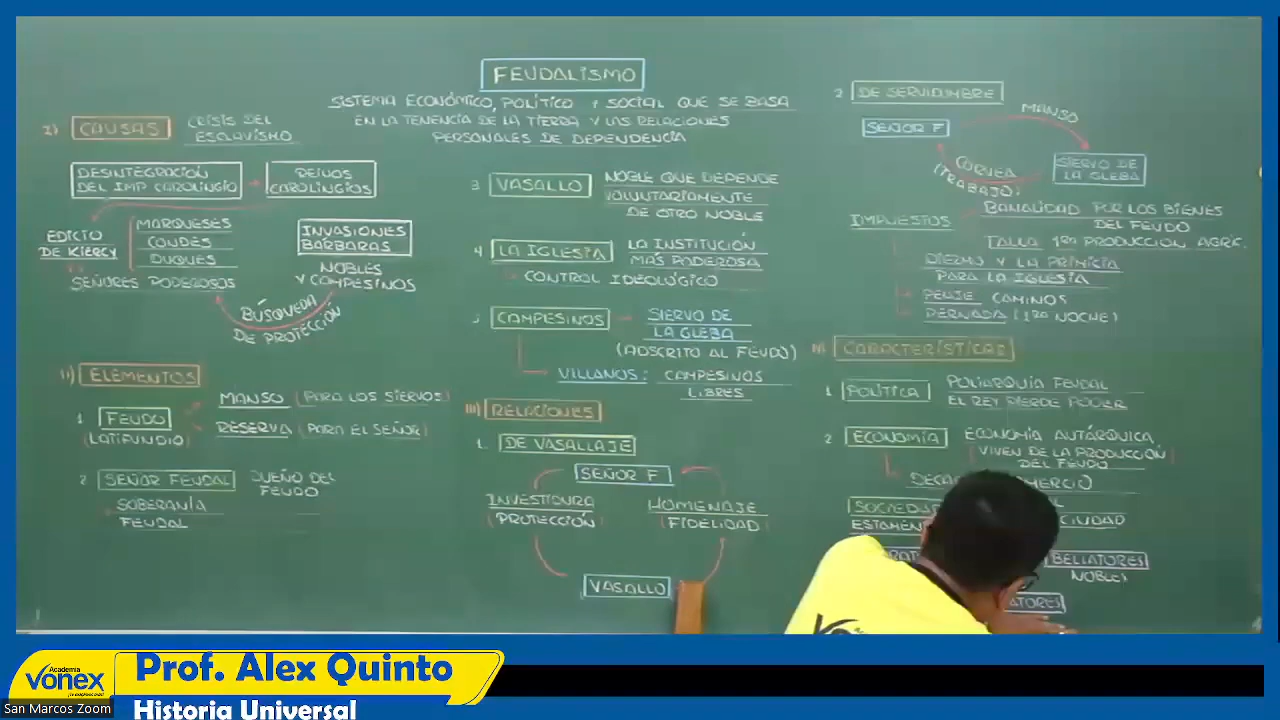 FEUDALISMO
SISTEMA ECONÓMICO, POLÍTICO Y SOCIAL QUE SE BASA
EN LA TENENCIA DE LA TIERRA Y LAS RELACIONES
PERSONALES DE DEPENDENCIA
I) CAUSAS
CRISIS DEL
ESCLAVISMO
DESINTEGRACIÓN
DEL IMP CAROLINGIO
REINOS
CAROLINGIOS
EDICTO
DE KIERCY
MARQUESES
CONDES
DUQUES
SEÑORES PODEROSOS
INVASIONES
BÁRBARAS
NOBLES
Y CAMPESINOS
BÚSQUEDA
DE PROTECCIÓN
II) ELEMENTOS
1 FEUDO
(LATIFUNDIO)
MANSO (PARA LOS SIERVOS)
RESERVA (PARA EL SEÑOR)
2 SEÑOR FEUDAL
DUEÑO DEL
FEUDO
SOBERANÍA
FEUDAL
3 VASALLO
NOBLE QUE DEPENDE
VOLUNTARIAMENTE
DE OTRO NOBLE
4 LA IGLESIA
LA INSTITUCIÓN
MÁS PODEROSA
CONTROL IDEOLÓGICO
5 CAMPESINOS
SIERVO DE
LA GLEBA
(ADSCRITO AL FEUDO)
VILLANOS: CAMPESINOS
LIBRES
III) RELACIONES
1. DE VASALLAJE
SEÑOR F
INVESTIDURA
(PROTECCIÓN)
HOMENAJE
(FIDELIDAD)
VASALLO
2 DE SERVIDUMBRE
SEÑOR F
MANSO
SIERVO DE
LA GLEBA
CORVEA
(TRABAJO)
IMPUESTOS
BANALIDAD POR LOS BIENES
DEL FEUDO
TALLA 1RA PRODUCCION AGRIC.
DIEZMO Y LA PRIMICIA
PARA LA IGLESIA
PEAJE CAMINOS
PERNADA (1RA NOCHE)
IV) CARACTERÍSTICAS
1 POLÍTICA
POLIARQUÍA FEUDAL
EL REY PIERDE PODER
2 ECONOMÍA
ECONOMÍA AUTÁRQUICA
(VIVEN DE LA PRODUCCIÓN
DEL FEUDO)
SOCIEDAD
CIUDAD
BELLATORES
NOBLES
Academia
VONEX
Prof. Alex Quinto
Historia Universal
San Marcos Zoom